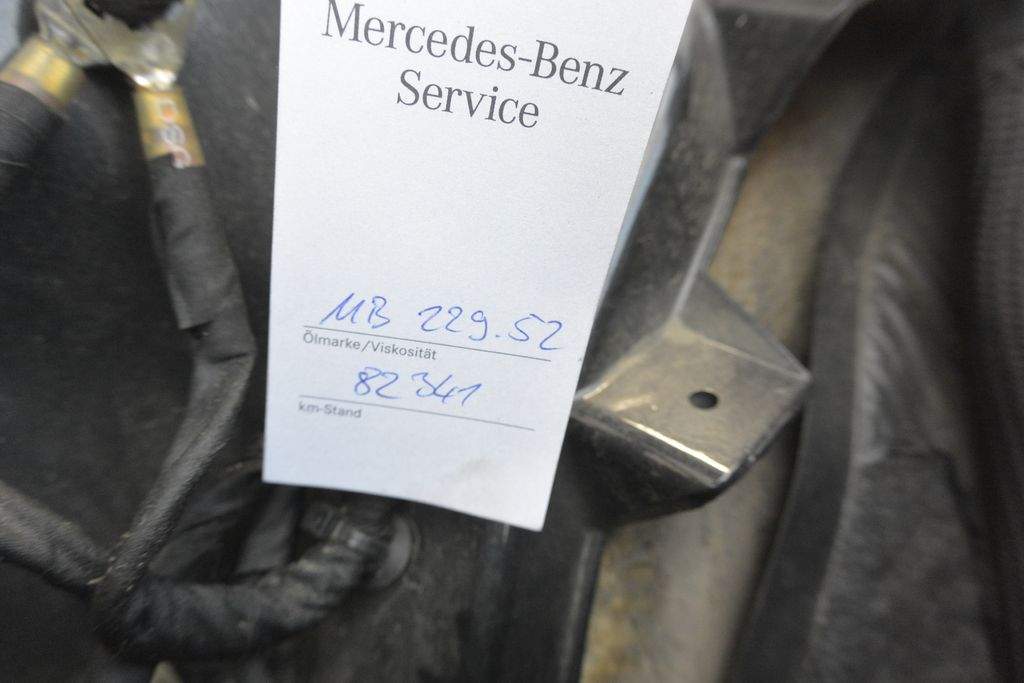 Mercedes-Benz
Service
MB 229.52
Ölmarke/Viskosität
82341
km-Stand